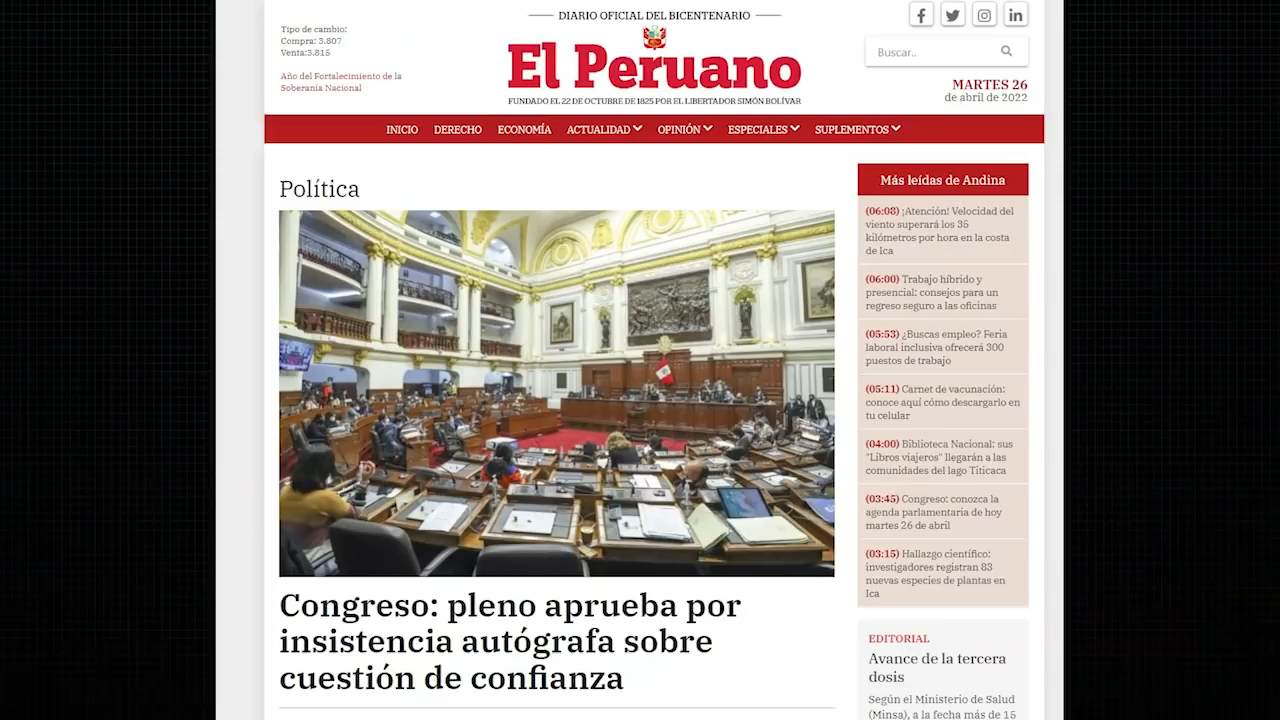 Tipo de cambio:
Compra: 3.807
Venta:3.815
Año del Fortalecimiento de la
Soberanía Nacional
DIARIO OFICIAL DEL BICENTENARIO
El Peruano
FUNDADO EL 22 DE OCTUBRE DE 1825 POR EL LIBERTADOR SIMÓN BOLÍVAR
Buscar..
MARTES 26
de abril de 2022
INICIO DERECHO ECONOMÍA ACTUALIDAD OPINIÓN ESPECIALES SUPLEMENTOS
Política
Congreso: pleno aprueba por
insistencia autógrafa sobre
cuestión de confianza
Más leídas de Andina
(06:08) ¡Atención! Velocidad del
viento superará los 35
kilómetros por hora en la costa
de Ica
(06:00) Trabajo híbrido y
presencial: consejos para un
regreso seguro a las oficinas
(05:53) ¿Buscas empleo? Feria
laboral inclusiva ofrecerá 300
puestos de trabajo
(05:11) Carnet de vacunación:
conoce aquí cómo descargarlo en
tu celular
(04:00) Biblioteca Nacional: sus
"Libros viajeros" llegarán a las
comunidades del lago Titicaca
(03:45) Congreso: conozca la
agenda parlamentaria de hoy
martes 26 de abril
(03:15) Hallazgo científico:
investigadores registran 83
nuevas especies de plantas en
Ica
EDITORIAL
Avance de la tercera
dosis
Según el Ministerio de Salud
(Minsa), a la fecha más de 15